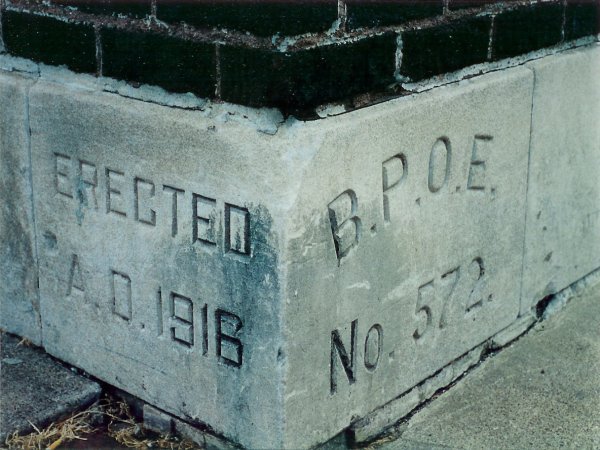 ERECTED
A.D. 1916
B.P.O.E.
No. 572.